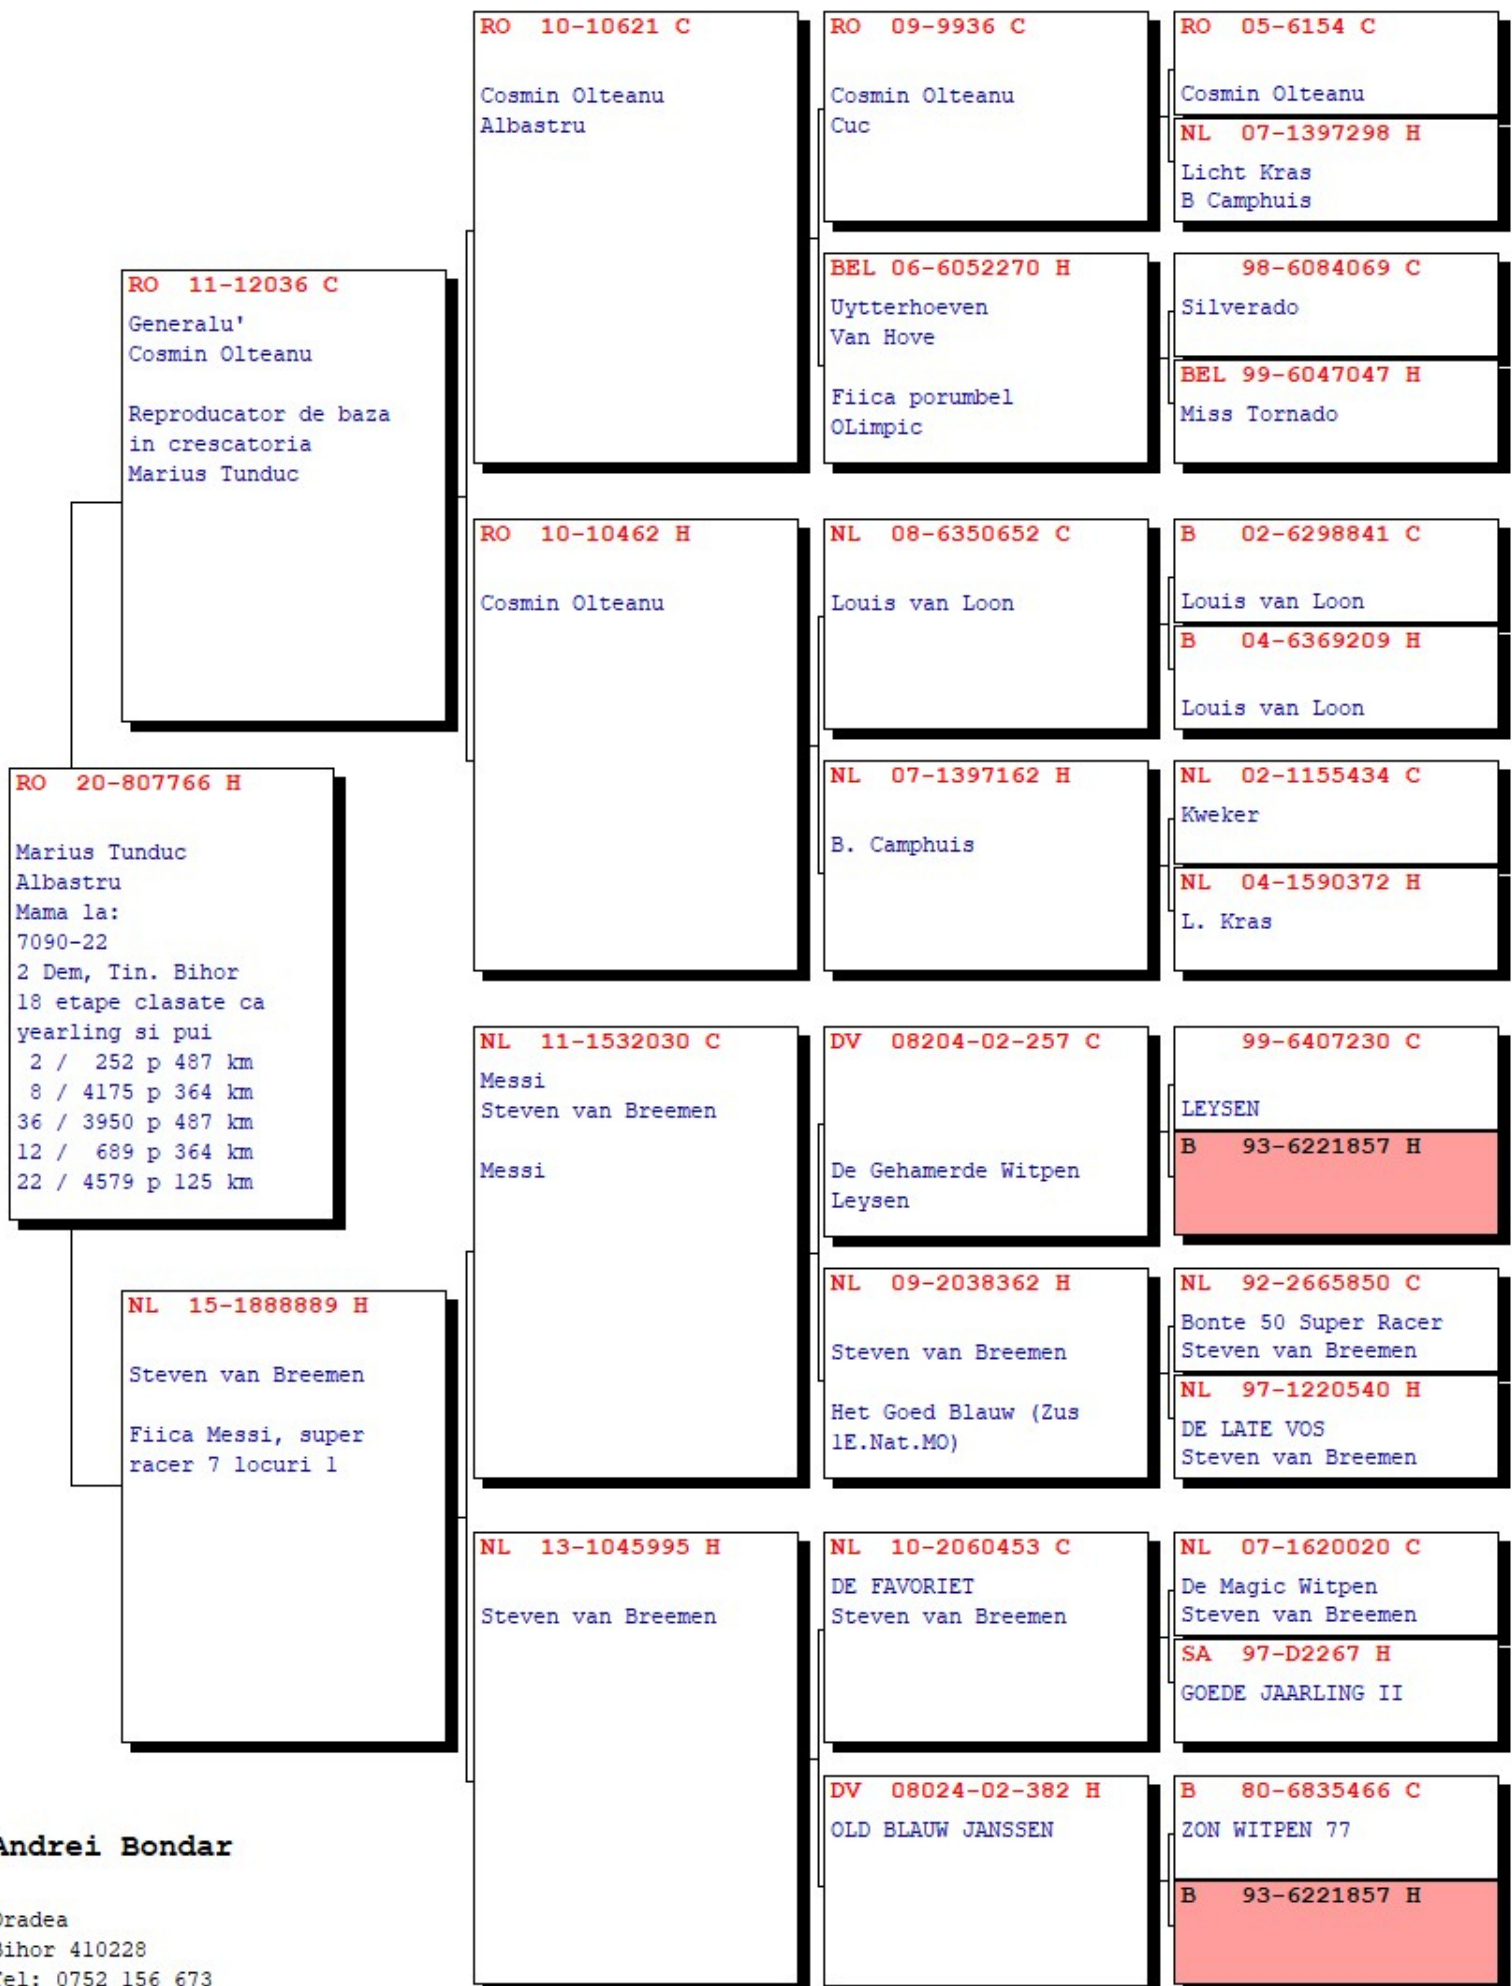 RO 10-10621 C
Cosmin Olteanu
Albastru
RO 09-9936 C
Cosmin Olteanu
Cuc
RO 05-6154 C
Cosmin Olteanu
NL 07-1397298 H
Licht Kras
B Camphuis
BEL 06-6052270 H
Uytterhoeven
Van Hove
Fiica porumbel
OLimpic
98-6084069 C
Silverado
BEL 99-6047047 H
Miss Tornado
RO 11-12036 C
Generalu'
Cosmin Olteanu
Reproducator de baza
in crescatoria
Marius Tunduc
RO 10-10462 H
Cosmin Olteanu
NL 08-6350652 C
Louis van Loon
B 02-6298841 C
Louis van Loon
B 04-6369209 H
Louis van Loon
NL 07-1397162 H
B. Camphuis
NL 02-1155434 C
Kweker
NL 04-1590372 H
L. Kras
RO 20-807766 H
Marius Tunduc
Albastru
Mama la:
7090-22
2 Dem, Tin. Bihor
18 etape clasate ca
yearling si pui
2 / 252 p 487 km
8 / 4175 p 364 km
36 / 3950 p 487 km
12 / 689 p 364 km
22 / 4579 p 125 km
NL 11-1532030 C
Messi
Steven van Breemen
Messi
DV 08204-02-257 C
De Gehamerde Witpen
Leysen
99-6407230 C
LEYSEN
B 93-6221857 H
NL 09-2038362 H
Steven van Breemen
Het Goed Blauw (Zus
1E.Nat.MO)
NL 92-2665850 C
Bonte 50 Super Racer
Steven van Breemen
NL 97-1220540 H
DE LATE VOS
Steven van Breemen
NL 15-1888889 H
Steven van Breemen
Fiica Messi, super
racer 7 locuri 1
NL 13-1045995 H
Steven van Breemen
NL 10-2060453 C
DE FAVORIET
Steven van Breemen
NL 07-1620020 C
De Magic Witpen
Steven van Breemen
SA 97-D2267 H
GOEDE JAARLING II
DV 08024-02-382 H
OLD BLAUW JANSSEN
B 80-6835466 C
ZON WITPEN 77
B 93-6221857 H
Andrei Bondar
Oradea
Bihor 410228
Tel: 0752 156 673